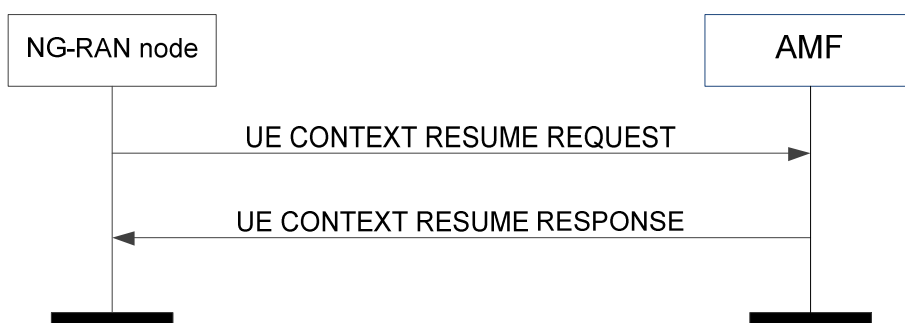 NG-RAN node
AMF
UE CONTEXT RESUME REQUEST
UE CONTEXT RESUME RESPONSE